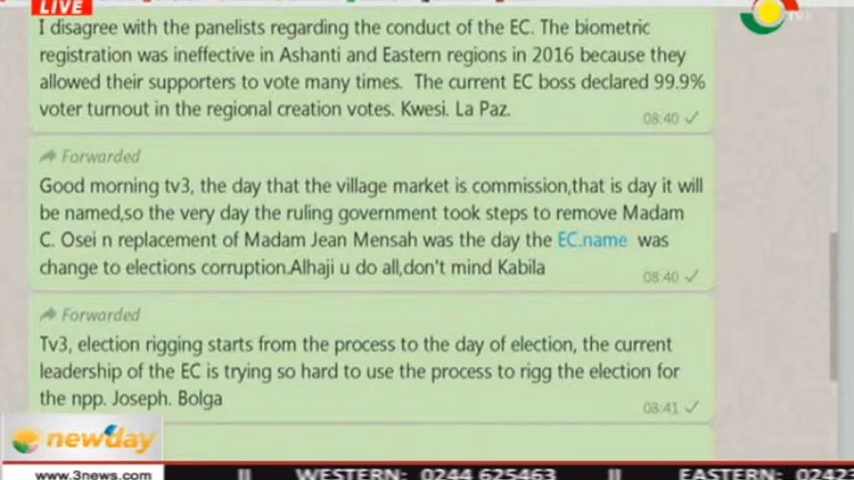 LIVE
TV3
I disagree with the panelists regarding the conduct of the EC. The biometric
registration was ineffective in Ashanti and Eastern regions in 2016 because they
allowed their supporters to vote many times. The current EC boss declared 99.9%
voter turnout in the regional creation votes. Kwesi. La Paz.
08:40
Forwarded
Good morning tv3, the day that the village market is commission,that is day it will
be named,so the very day the ruling government took steps to remove Madam
C. Osei n replacement of Madam Jean Mensah was the day the EC.name was
change to elections corruption.Alhaji u do all,don't mind Kabila
08:40
Forwarded
Tv3, election rigging starts from the process to the day of election, the current
leadership of the EC is trying so hard to use the process to rigg the election for
the npp. Joseph. Bolga
08:41
newday
www.3news.com WESTERN: 0244 625463 EASTERN: 02423